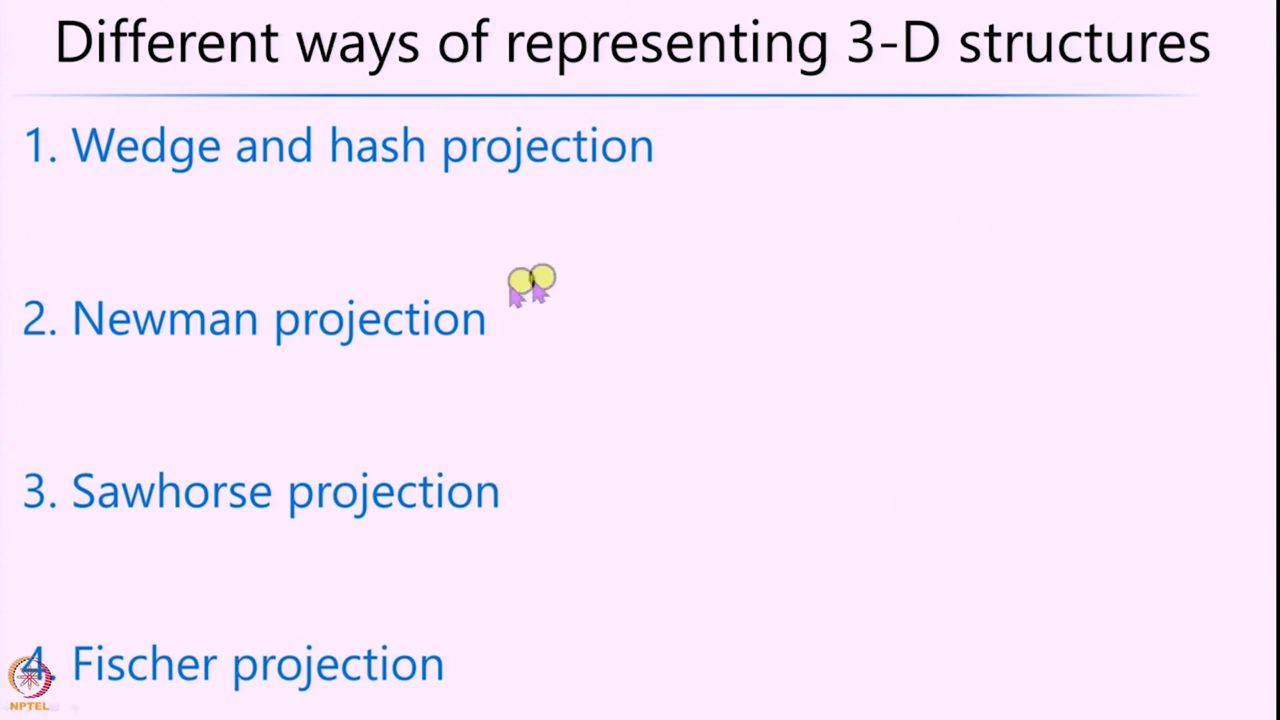 Different ways of representing 3-D structures
1. Wedge and hash projection
2. Newman projection
3. Sawhorse projection
4. Fischer projection
NPTEL